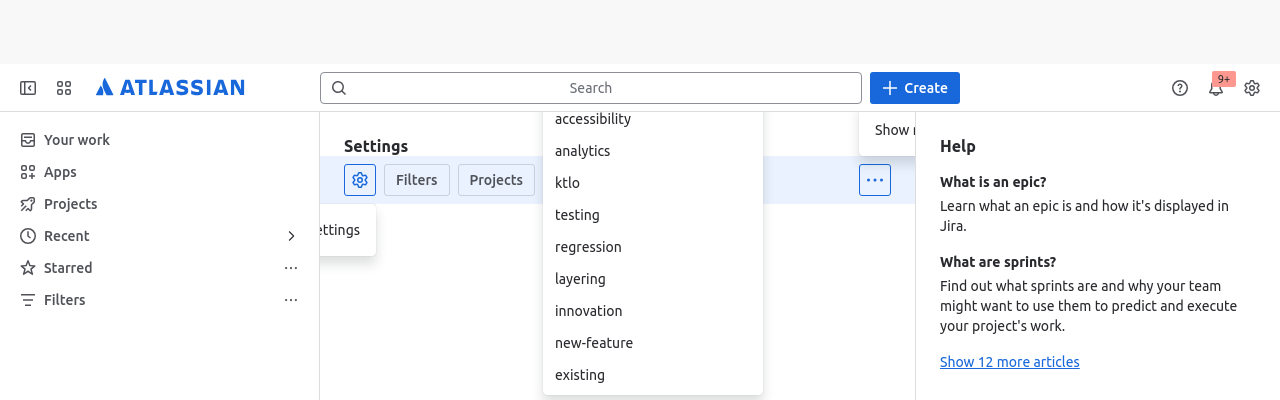 ATLASSIAN
Search
Create
9+
Your work
Apps
Projects
Recent
Starred
Filters
Settings
Filters
Projects
accessibility
analytics
ktlo
testing
regression
layering
innovation
new-feature
existing
Show
Help
What is an epic?
Learn what an epic is and how it's displayed in
Jira.
What are sprints?
Find out what sprints are and why your team
might want to use them to predict and execute
your project's work.
Show 12 more articles